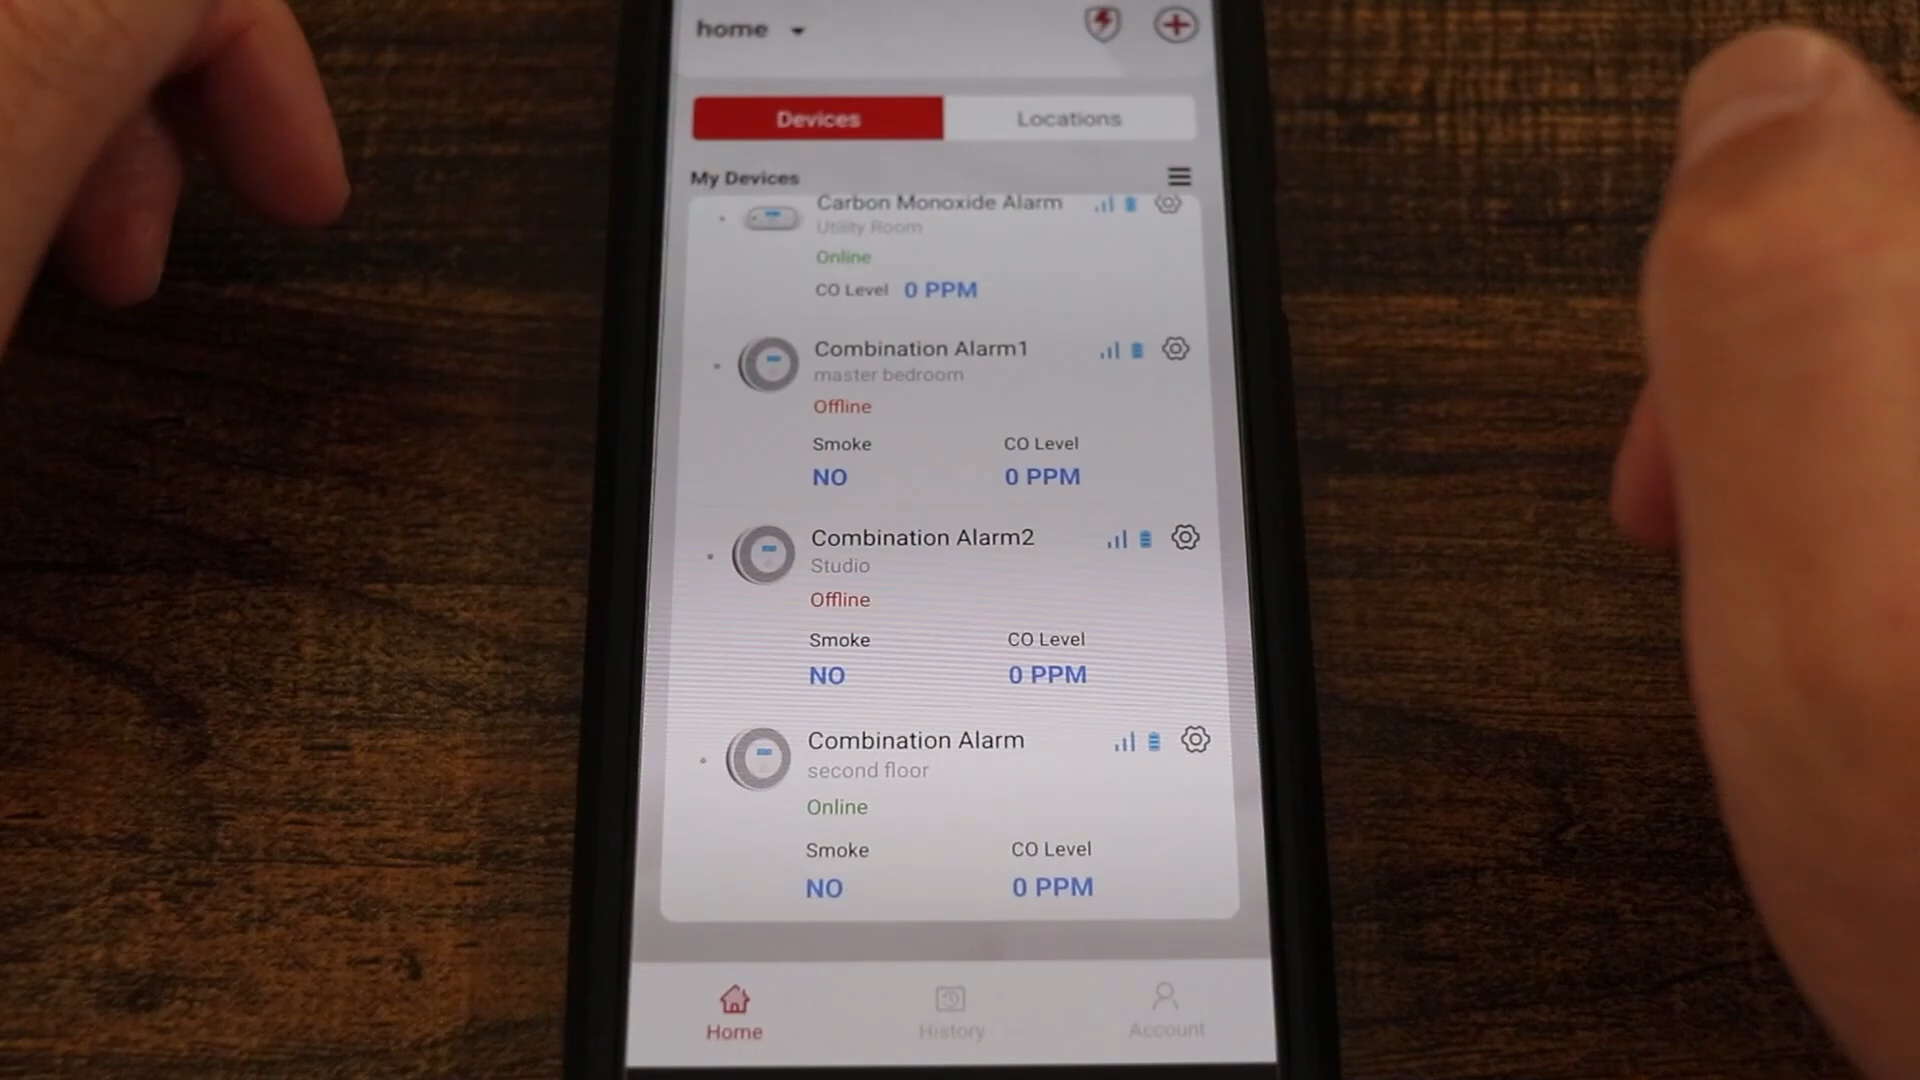 home
Devices
Locations
My Devices
Carbon Monoxide Alarm
Utility Room
Online
CO Level 0 PPM
Combination Alarm1
master bedroom
Offline
Smoke CO Level
NO 0 PPM
Combination Alarm2
Studio
Offline
Smoke CO Level
NO 0 PPM
Combination Alarm
second floor
Online
Smoke CO Level
NO 0 PPM
Home
History
Account